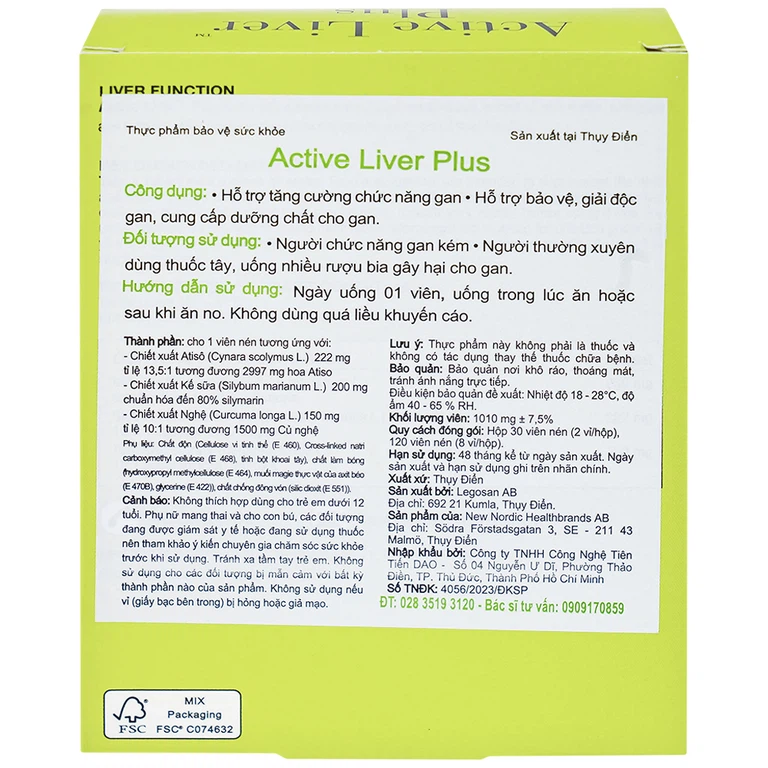 Active Liver™
Plus
LIVER FUNCTION
Thực phẩm bảo vệ sức khỏe
Sản xuất tại Thụy Điển
Active Liver Plus
Công dụng: • Hỗ trợ tăng cường chức năng gan • Hỗ trợ bảo vệ, giải độc
gan, cung cấp dưỡng chất cho gan.
Đối tượng sử dụng: • Người chức năng gan kém • Người thường xuyên
dùng thuốc tây, uống nhiều rượu bia gây hại cho gan.
Hướng dẫn sử dụng: Ngày uống 01 viên, uống trong lúc ăn hoặc
sau khi ăn no. Không dùng quá liều khuyến cáo.
Thành phần: cho 1 viên nén tương ứng với:
- Chiết xuất Atisô (Cynara scolymus L.) 222 mg
tỉ lệ 13,5:1 tương đương 2997 mg hoa Atiso
- Chiết xuất Kế sữa (Silybum marianum L.) 200 mg
chuẩn hóa đến 80% silymarin
- Chiết xuất Nghệ (Curcuma longa L.) 150 mg
tỉ lệ 10:1 tương đương 1500 mg Củ nghệ
Phụ liệu: Chất độn (Cellulose vi tinh thể (E 460), Cross-linked natri
carboxymethyl cellulose (E 468), tinh bột khoai tây), chất làm bóng
(hydroxypropyl methylcellulose (E 464), muối magie thực vật của axit béo
(E 470B), glycerine (E 422)), chất chống đông vón (silic dioxit (E 551)).
Cảnh báo: Không thích hợp dùng cho trẻ em dưới 12
tuổi. Phụ nữ mang thai và cho con bú, các đối tượng
đang được giám sát y tế hoặc đang sử dụng thuốc
nên tham khảo ý kiến chuyên gia chăm sóc sức khỏe
trước khi sử dụng. Tránh xa tầm tay trẻ em. Không
sử dụng cho các đối tượng bị mẫn cảm với bất kỳ
thành phần nào của sản phẩm. Không sử dụng nếu
vỉ (giấy bạc bên trong) bị hỏng hoặc giả mạo.
Lưu ý: Thực phẩm này không phải là thuốc và
không có tác dụng thay thế thuốc chữa bệnh.
Bảo quản: Bảo quản nơi khô ráo, thoáng mát,
tránh ánh nắng trực tiếp.
Điều kiện bảo quản đề xuất: Nhiệt độ 18 - 28°C, độ
ẩm 40 - 65 % RH.
Khối lượng viên: 1010 mg ± 7,5%
Quy cách đóng gói: Hộp 30 viên nén (2 vỉ/hộp),
120 viên nén (8 vỉ/hộp).
Hạn sử dụng: 48 tháng kể từ ngày sản xuất. Ngày
sản xuất và hạn sử dụng ghi trên nhãn chính.
Xuất xứ: Thụy Điển
Sản xuất bởi: Legosan AB
Địa chỉ: 692 21 Kumla, Thụy Điển.
Sản phẩm của: New Nordic Healthbrands AB
Địa chỉ: Södra Förstadsgatan 3, SE - 211 43
Malmö, Thụy Điển
Nhập khẩu bởi: Công ty TNHH Công Nghệ Tiên
Tiến DAO - Số 04 Nguyễn Ư Dĩ, Phường Thảo
Điền, TP. Thủ Đức, Thành Phố Hồ Chí Minh
Số TNĐK: 4056/2023/ĐKSP
ĐT: 028 3519 3120 - Bác sĩ tư vấn: 0909170859
FSC
MIX
Packaging
FSC® C074632